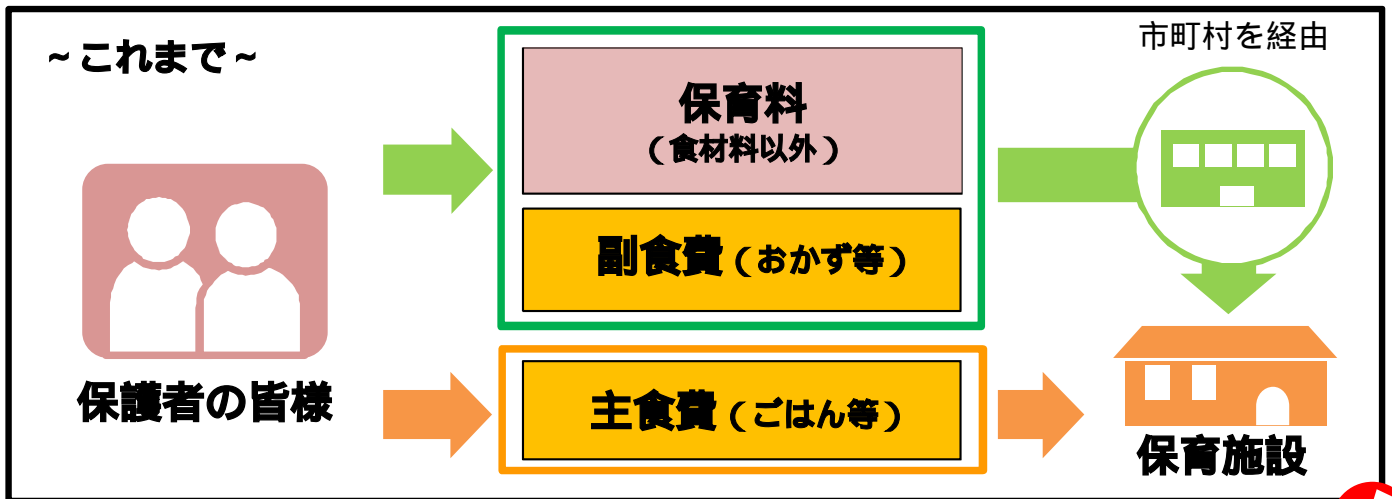 ~これまで~
市町村を経由
保育料
(食材料以外)
副食費(おかず等)
保護者の皆様
主食費(ごはん等)
保育施設